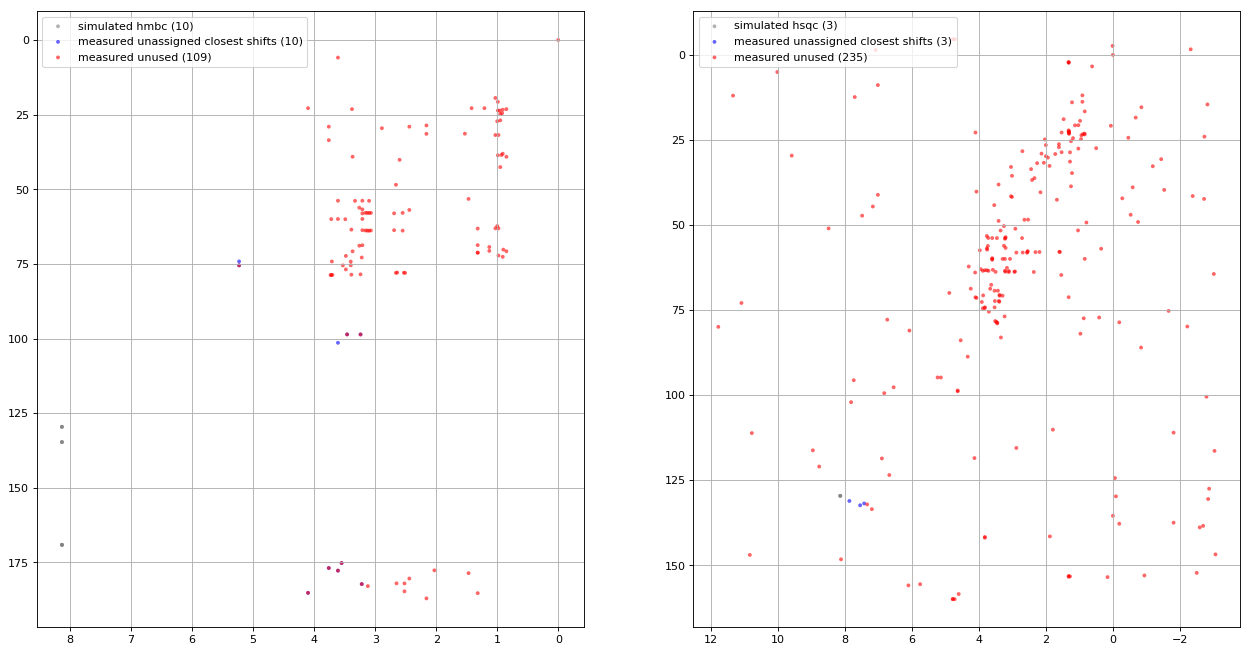 simulated hmbc (10)
measured unassigned closest shifts (10)
measured unused (109)
0
25
50
75
100
125
150
175
8 7 6 5 4 3 2 1 0
simulated hsqc (3)
measured unassigned closest shifts (3)
measured unused (235)
0
25
50
75
100
125
150
12 10 8 6 4 2 0 −2